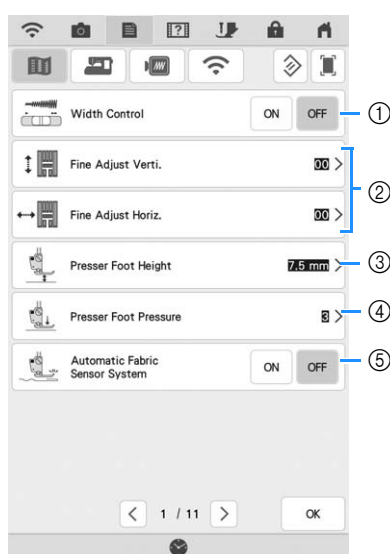 Width Control ON OFF ①
Fine Adjust Verti. 00 >
②
Fine Adjust Horiz. 00 >
Presser Foot Height 7.5 mm > ③
Presser Foot Pressure 3 > ④
Automatic Fabric
Sensor System ON OFF ⑤
< 1 / 11 > OK